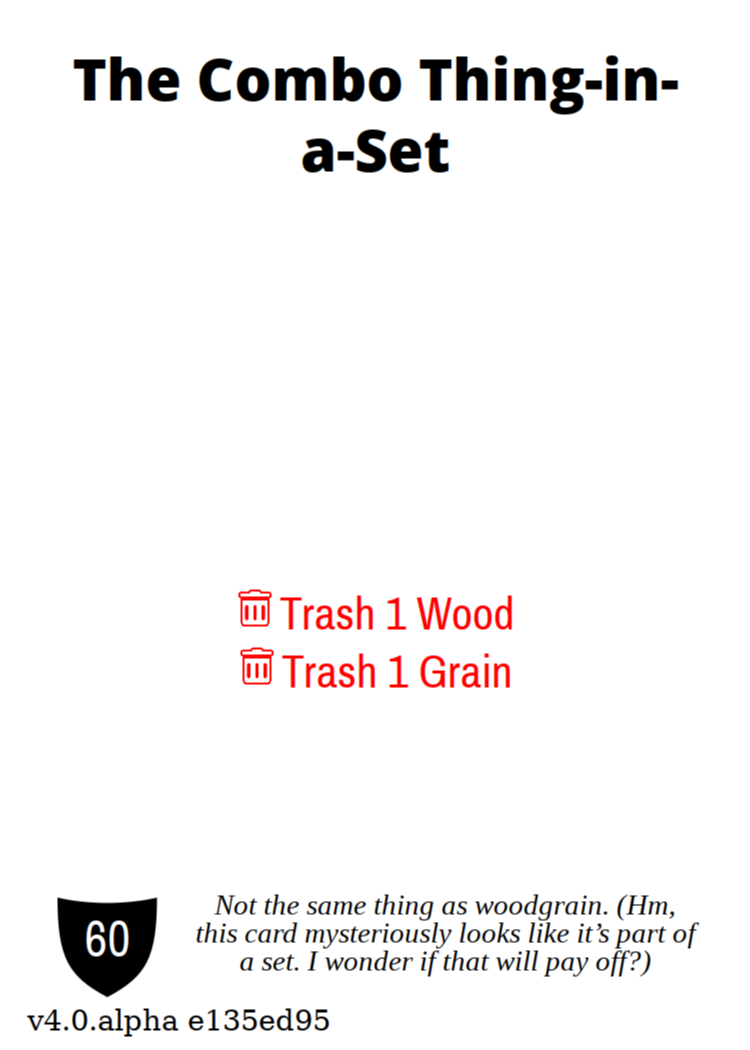 The Combo Thing-in-
a-Set
Trash 1 Wood
Trash 1 Grain
60
Not the same thing as woodgrain. (Hm,
this card mysteriously looks like it’s part of
a set. I wonder if that will pay off?)
v4.0.alpha e135ed95